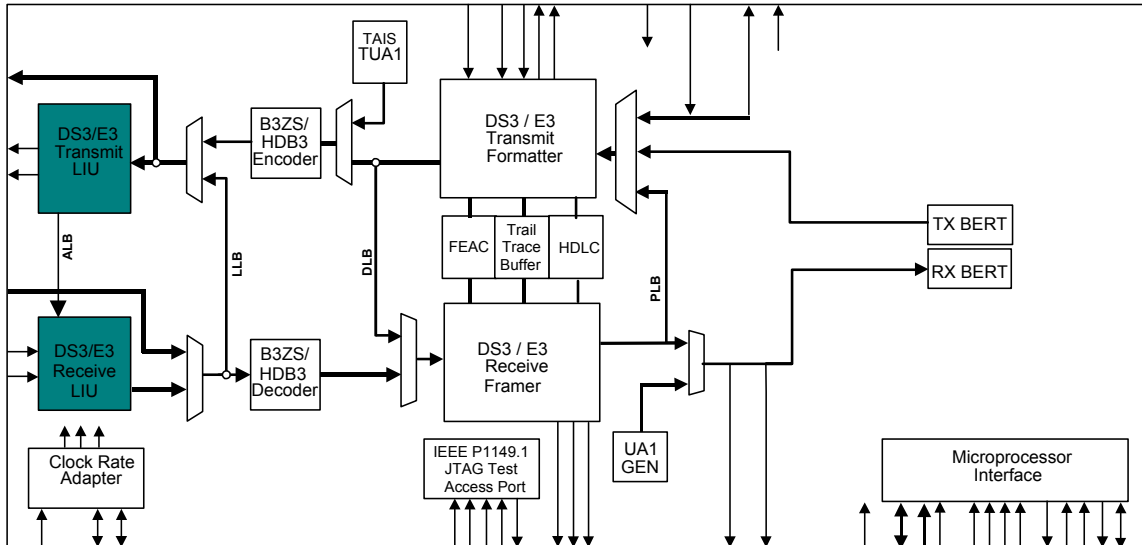 TAIS
TUA1
DS3/E3
Transmit
LIU
B3ZS/
HDB3
Encoder
DS3 / E3
Transmit
Formatter
TX BERT
RX BERT
FEAC
Trail
Trace
Buffer
HDLC
ALB
LLB
DLB
PLB
DS3/E3
Receive
LIU
B3ZS/
HDB3
Decoder
DS3 / E3
Receive
Framer
UA1
GEN
Clock Rate
Adapter
IEEE P1149.1
JTAG Test
Access Port
Microprocessor
Interface